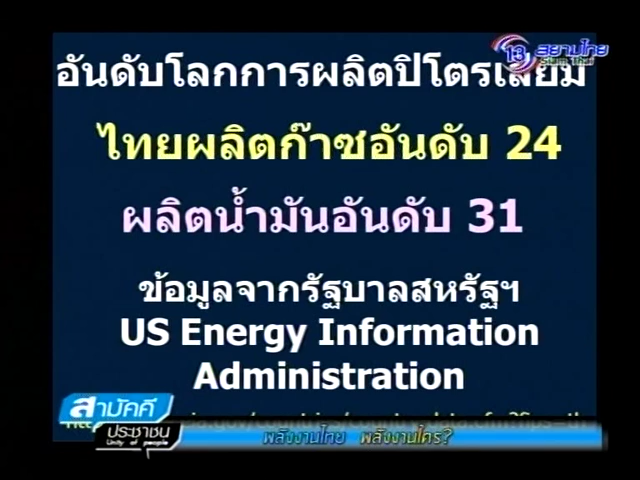 13 สยามไทย
Siam Thai
อันดับโลกการผลิตปิโตรเลียม
ไทยผลิตก๊าซอันดับ 24
ผลิตน้ำมันอันดับ 31
ข้อมูลจากรัฐบาลสหรัฐฯ
US Energy Information
Administration
สามัคคี
ประชาชน
Unity of people
พลังงานไทย พลังงานใคร?